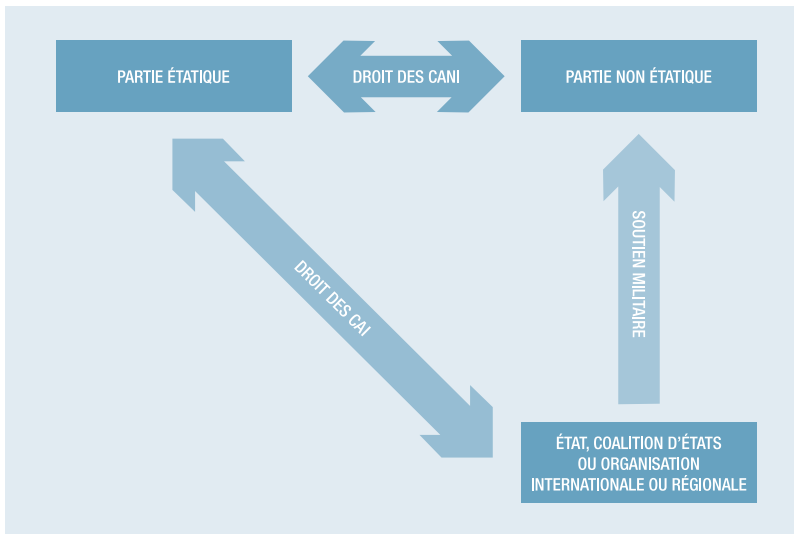 PARTIE ÉTATIQUE
DROIT DES CANI
PARTIE NON ÉTATIQUE
DROIT DES CAI
SOUTIEN MILITAIRE
ÉTAT, COALITION D'ÉTATS
OU ORGANISATION
INTERNATIONALE OU RÉGIONALE